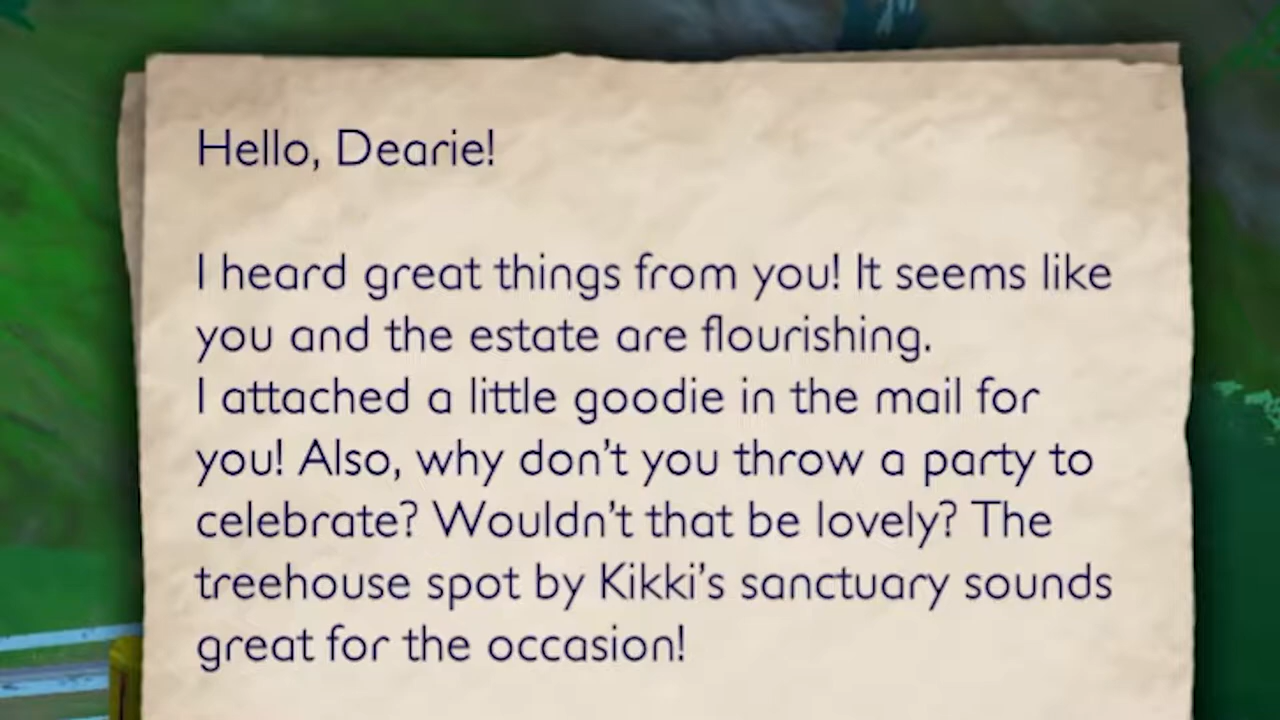 Hello, Dearie!
I heard great things from you! It seems like
you and the estate are flourishing.
I attached a little goodie in the mail for
you! Also, why don't you throw a party to
celebrate? Wouldn't that be lovely? The
treehouse spot by Kikki's sanctuary sounds
great for the occasion!